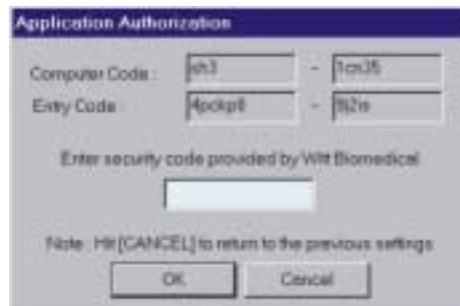 Application Authorization
Computer Code : - 1cn35
Entry Code - 
Enter security code provided by Witt Biomedical
Note : Hit [CANCEL] to return to the previous settings
OK Cancel